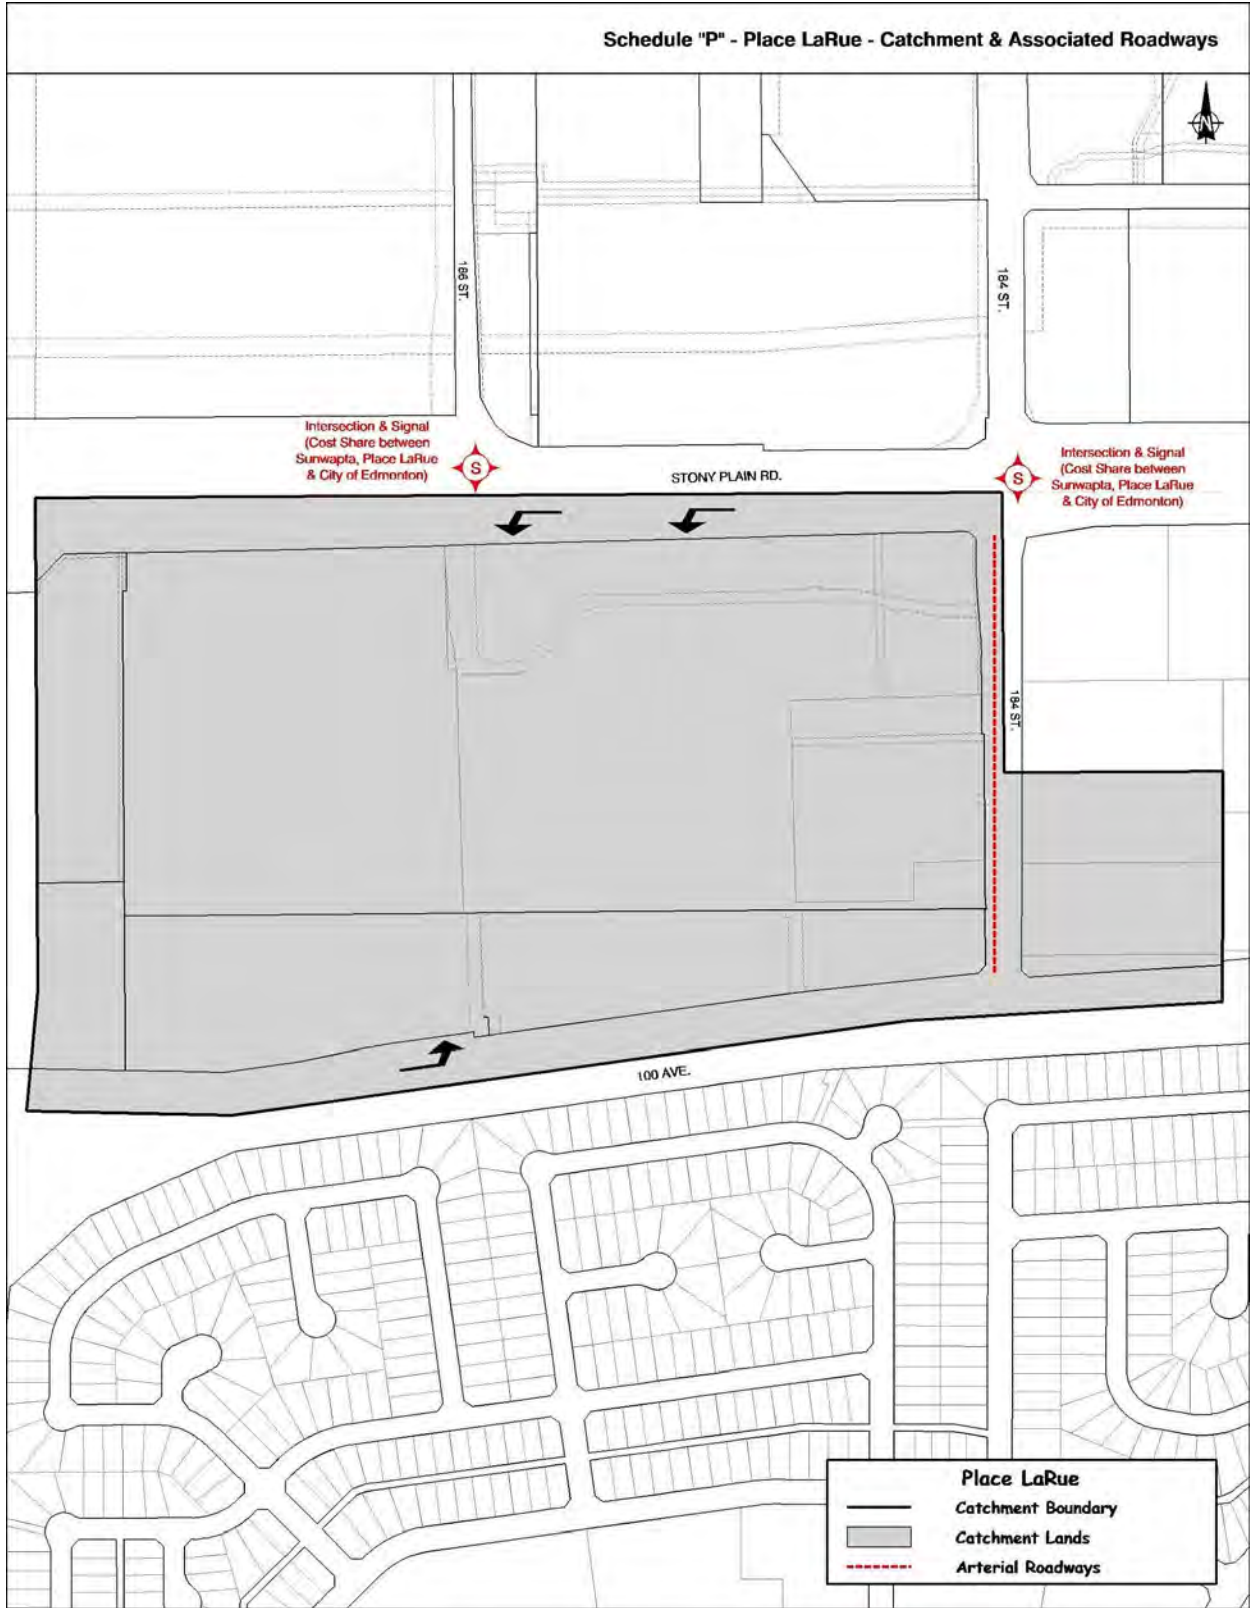 Schedule "P" - Place LaRue - Catchment & Associated Roadways
N
186 ST.
184 ST.
Intersection & Signal
(Cost Share between
Sunwapta, Place LaRue
& City of Edmonton)
S
STONY PLAIN RD.
S
Intersection & Signal
(Cost Share between
Sunwapta, Place LaRue
& City of Edmonton)
184 ST.
100 AVE.
Place LaRue
Catchment Boundary
Catchment Lands
Arterial Roadways